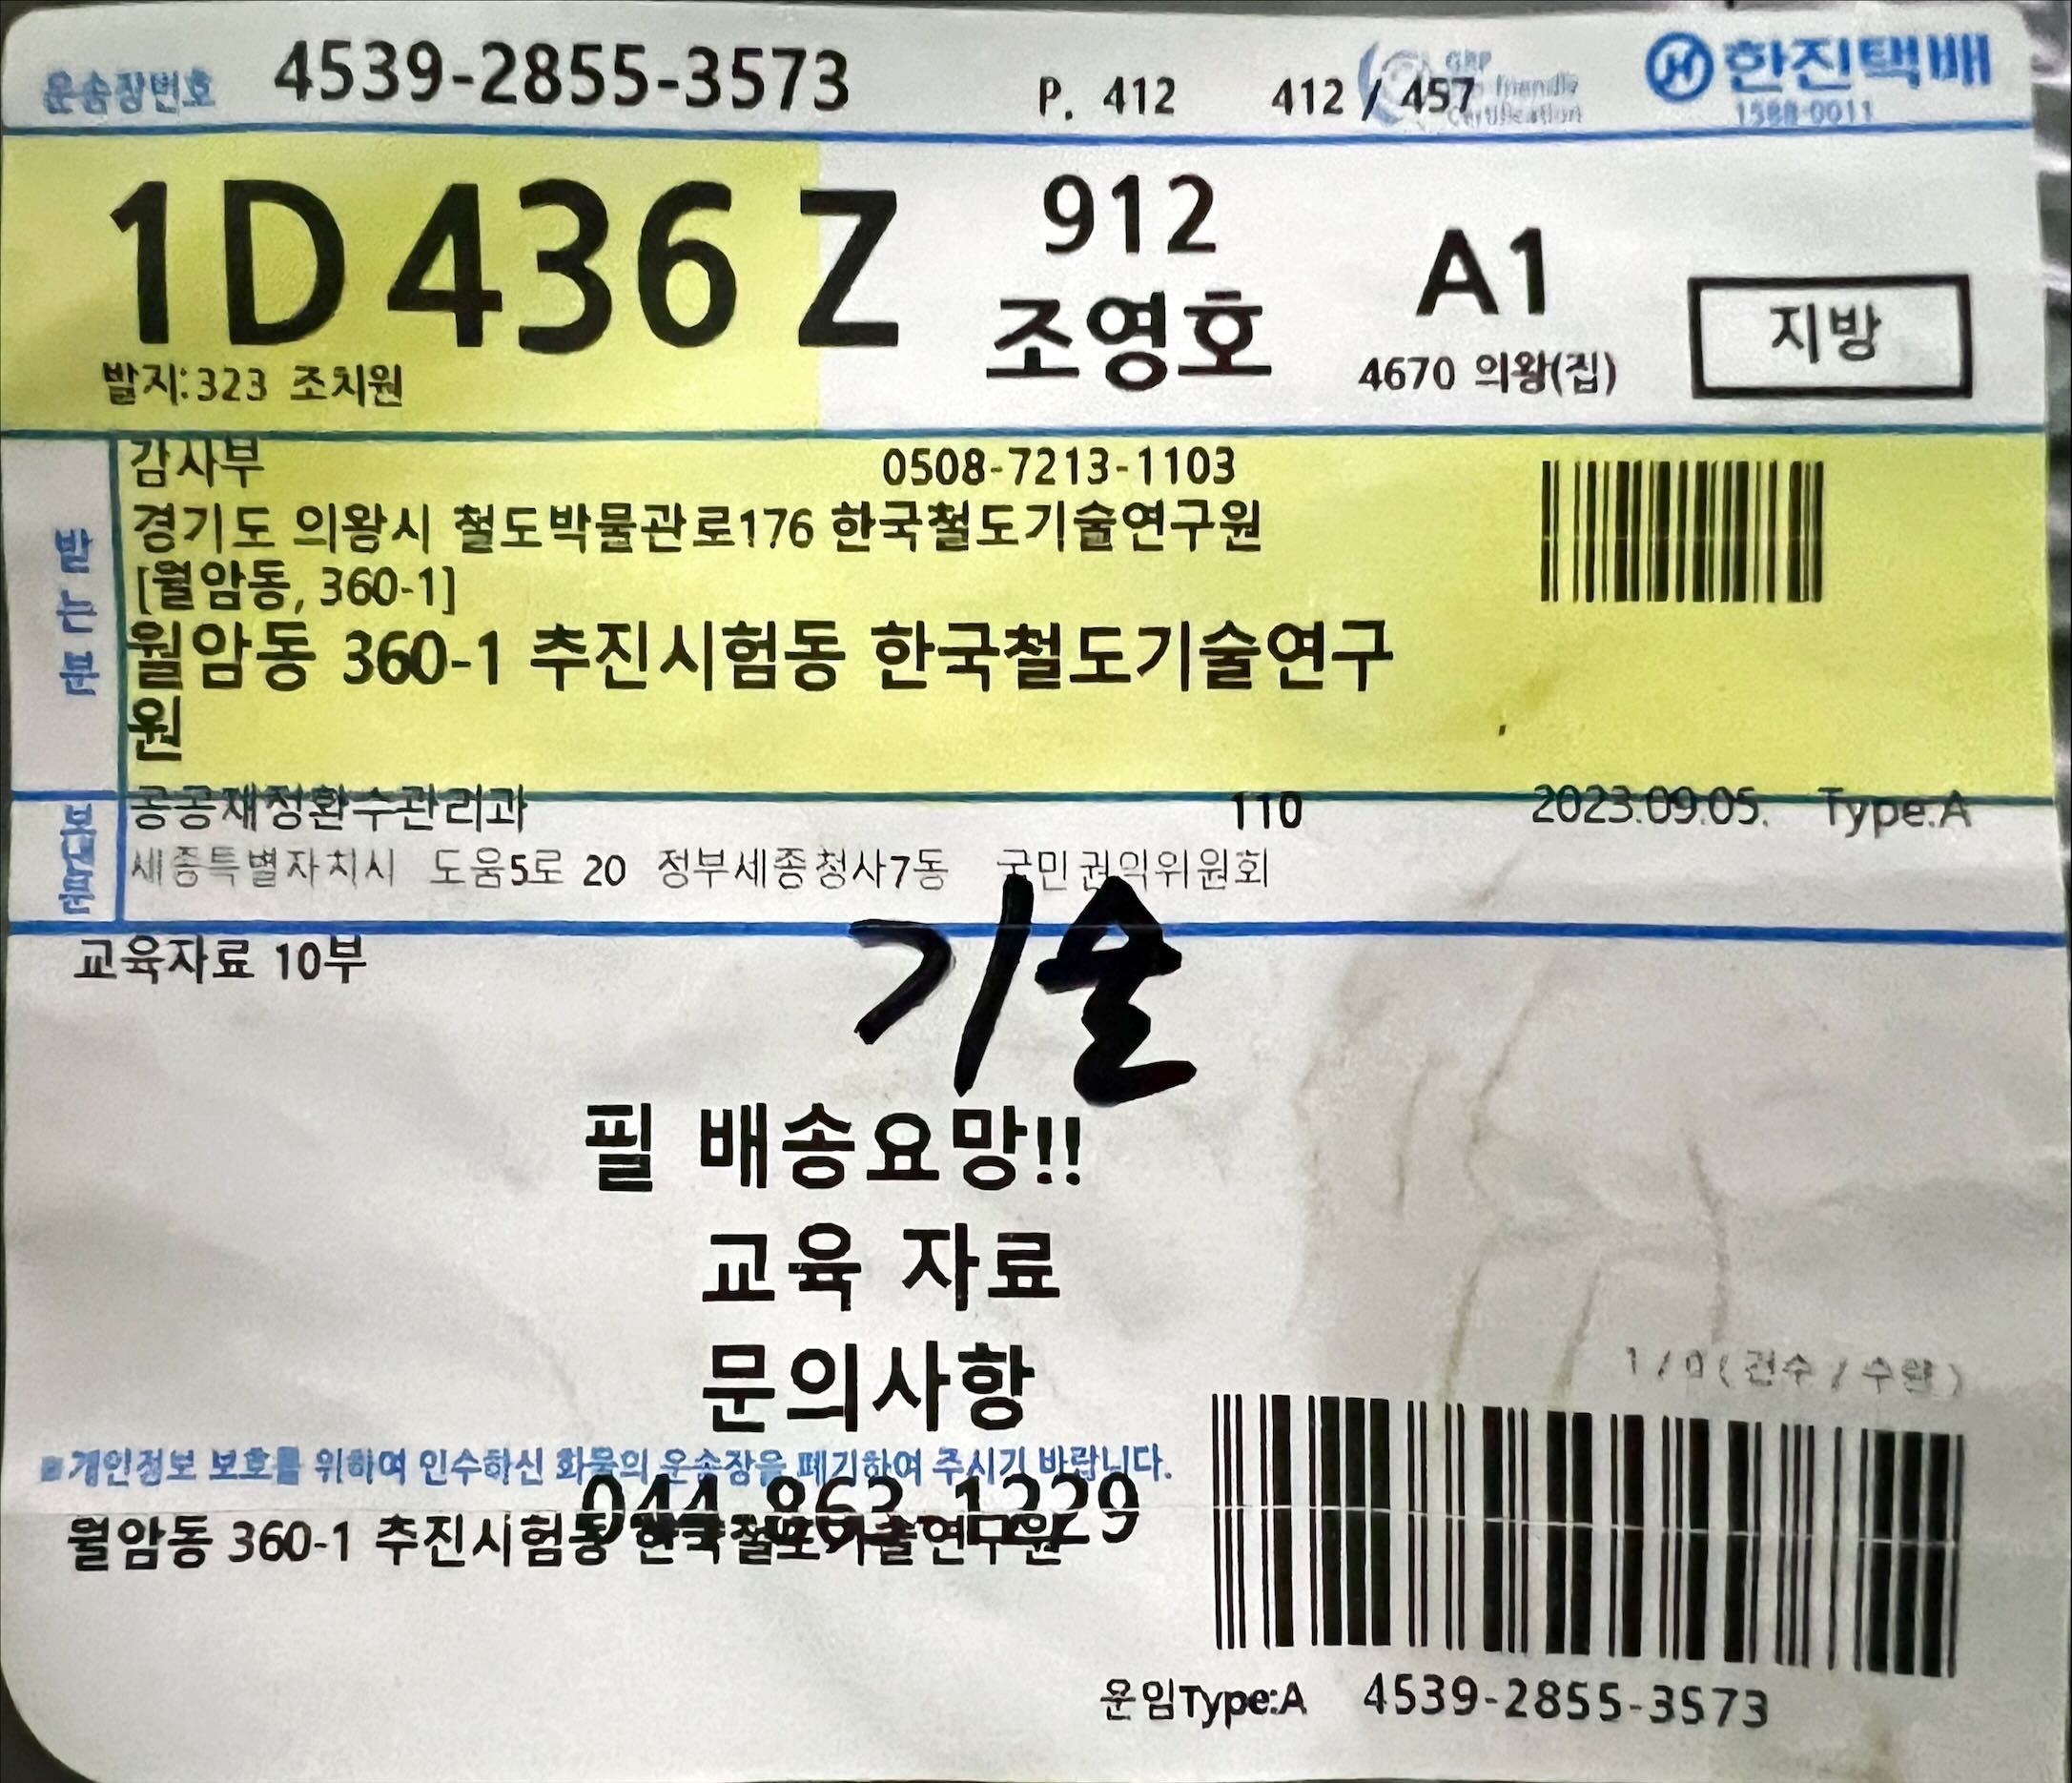 운송장번호 4539-2855-3573 P. 412 412 / 457 한진택배
1588-0011
1D 436 Z 912 조영호 A1 지방
발지:323 조치원 4670 의왕(집)
받는분
감사부 0508-7213-1103
경기도 의왕시 철도박물관로176 한국철도기술연구원
[월암동, 360-1]
월암동 360-1 추진시험동 한국철도기술연구
원
보내는분
공공재정환수관리과 110 2023.09.05. Type:A
세종특별자치시 도움5로 20 정부세종청사7동 국민권익위원회
교육자료 10부
기술
필 배송요망!!
교육 자료
문의사항
1 / 0 ( 건수 / 수량 )
■개인정보 보호를 위하여 인수하신 화물의 운송장을 폐기하여 주시기 바랍니다.
044-863-1229
월암동 360-1 추진시험동 한국철도기술연구원
운임Type:A 4539-2855-3573